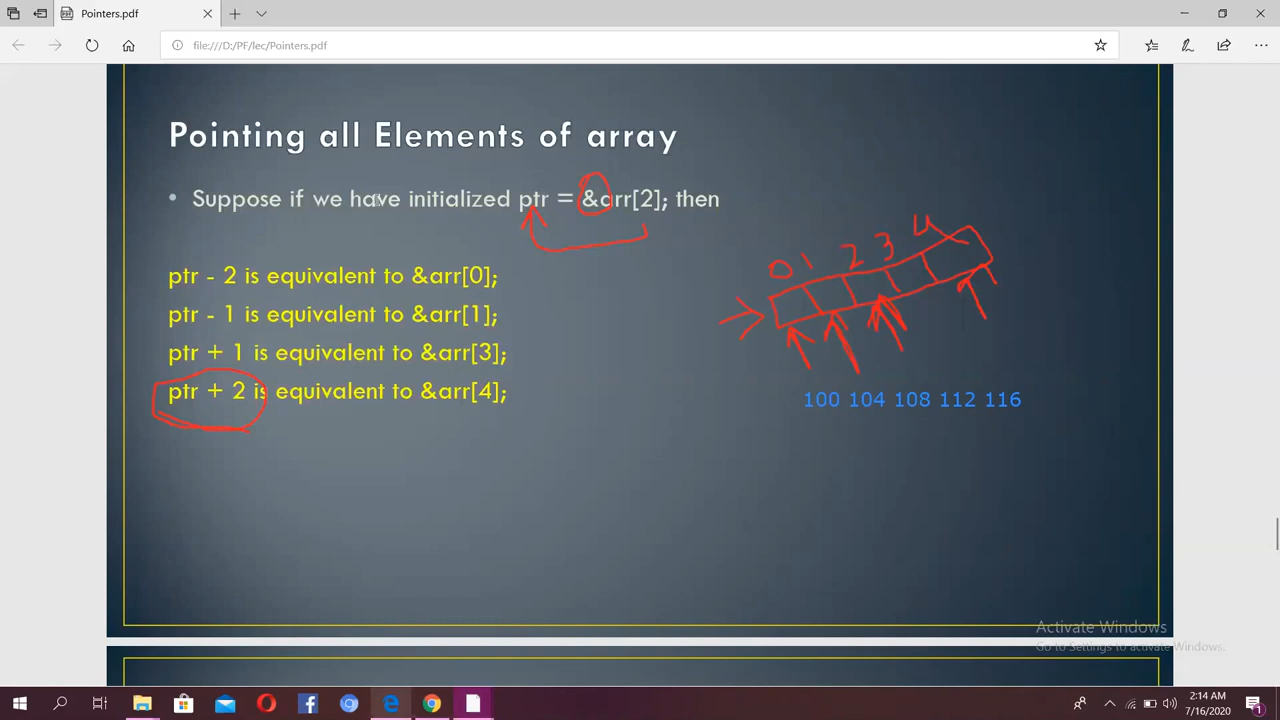 Pointers.pdf
file:///D:/PF/lec/Pointers.pdf
Pointing all Elements of array
• Suppose if we have initialized ptr = &arr[2]; then
ptr - 2 is equivalent to &arr[0];
ptr - 1 is equivalent to &arr[1];
ptr + 1 is equivalent to &arr[3];
ptr + 2 is equivalent to &arr[4];
0 1 2 3 4
100 104 108 112 116
Activate Windows
Go to Settings to activate Windows.
2:14 AM
7/16/2020
1